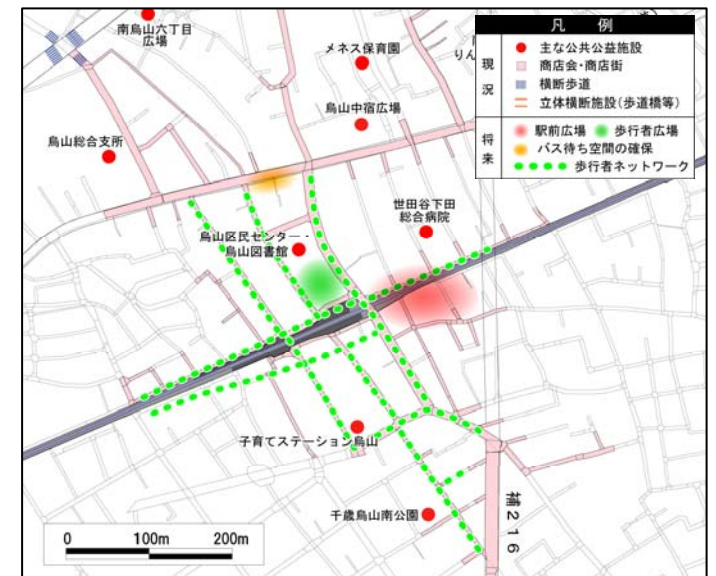 南烏山六丁目
広場
メネス保育園
りん
烏山中宿広場
烏山総合支所
世田谷下田
総合病院
烏山区民センター・
烏山図書館
子育てステーション烏山
千歳烏山南公園
補216
0 100m 200m
凡 例
現況
主な公共公益施設
商店会・商店街
横断歩道
立体横断施設(歩道橋等)
将来
駅前広場 歩行者広場
バス待ち空間の確保
歩行者ネットワーク